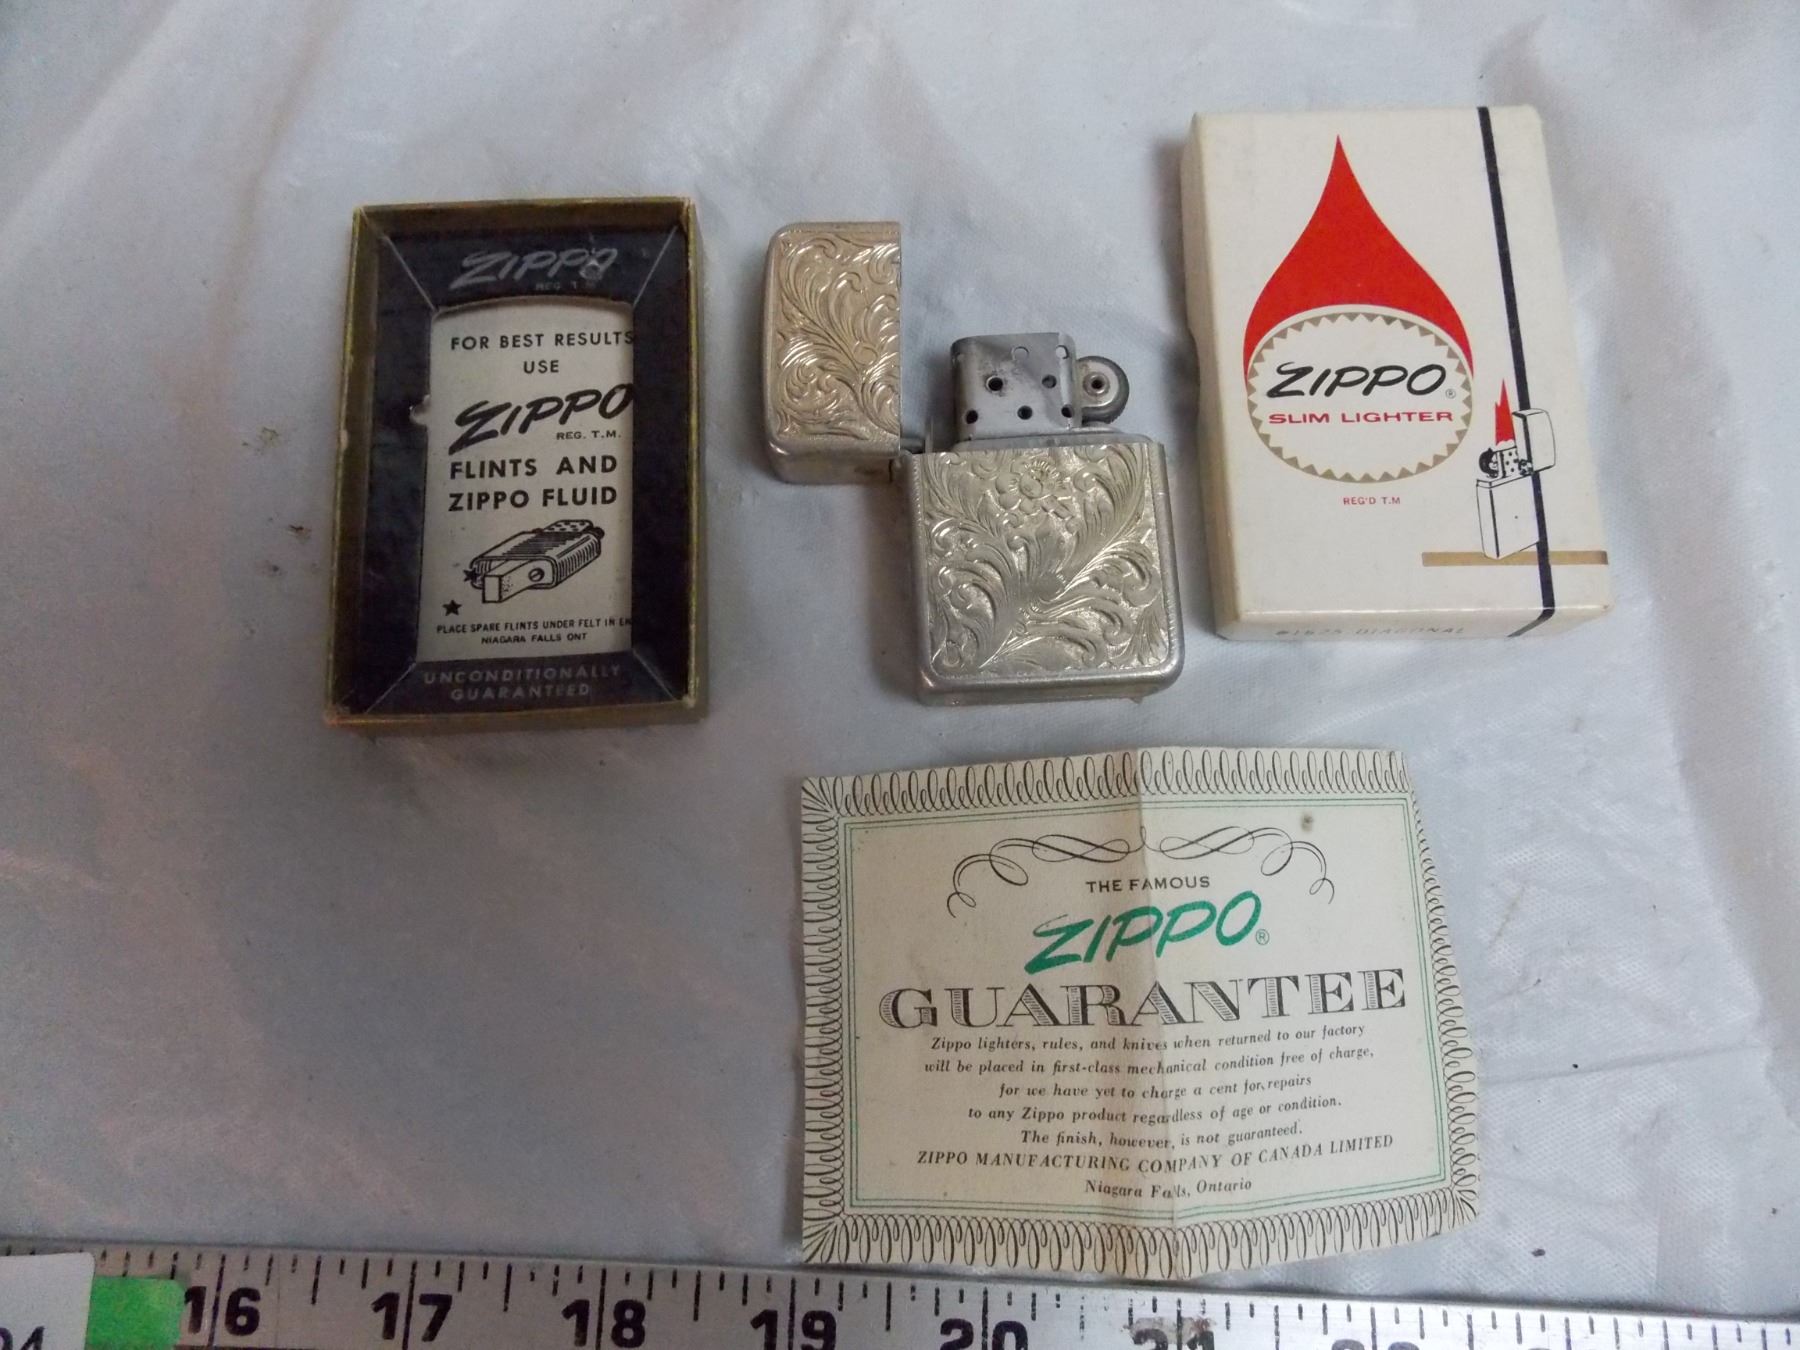 ZIPPO
REG. T.M.
FOR BEST RESULTS
USE
ZIPPO
REG. T.M.
FLINTS AND
ZIPPO FLUID
PLACE SPARE FLINTS UNDER FELT IN
NIAGARA FALLS ONT
UNCONDITIONALLY
GUARANTEED
ZIPPO®
SLIM LIGHTER
REG'D T.M
#1625 DIAGONAL
THE FAMOUS
ZIPPO®
GUARANTEE
Zippo lighters, rules, and knives when returned to our factory
will be placed in first-class mechanical condition free of charge,
for we have yet to charge a cent for repairs
to any Zippo product regardless of age or condition.
The finish, however, is not guaranteed.
ZIPPO MANUFACTURING COMPANY OF CANADA LIMITED
Niagara Falls, Ontario
16 17 18 19 20 21